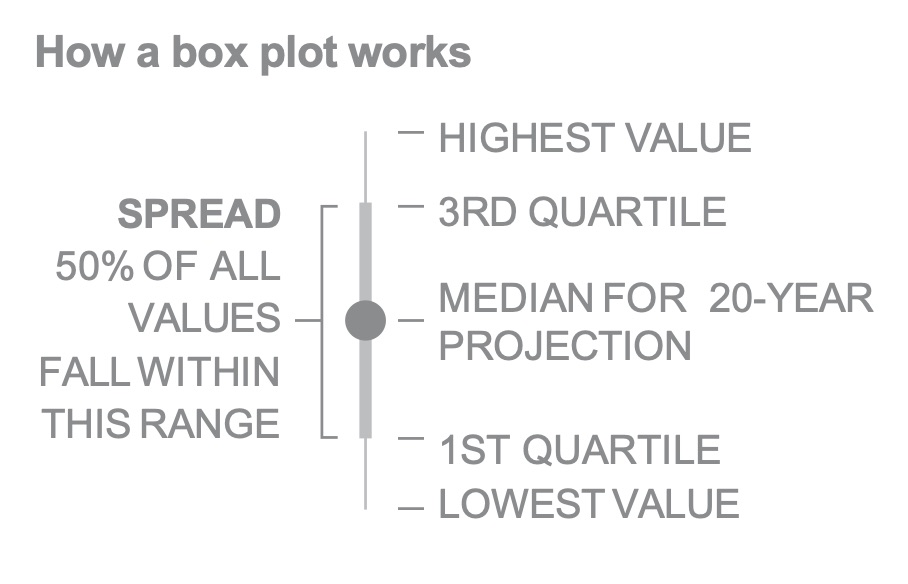 How a box plot works
HIGHEST VALUE
SPREAD
50% OF ALL
VALUES
FALL WITHIN
THIS RANGE
3RD QUARTILE
MEDIAN FOR 20-YEAR
PROJECTION
1ST QUARTILE
LOWEST VALUE